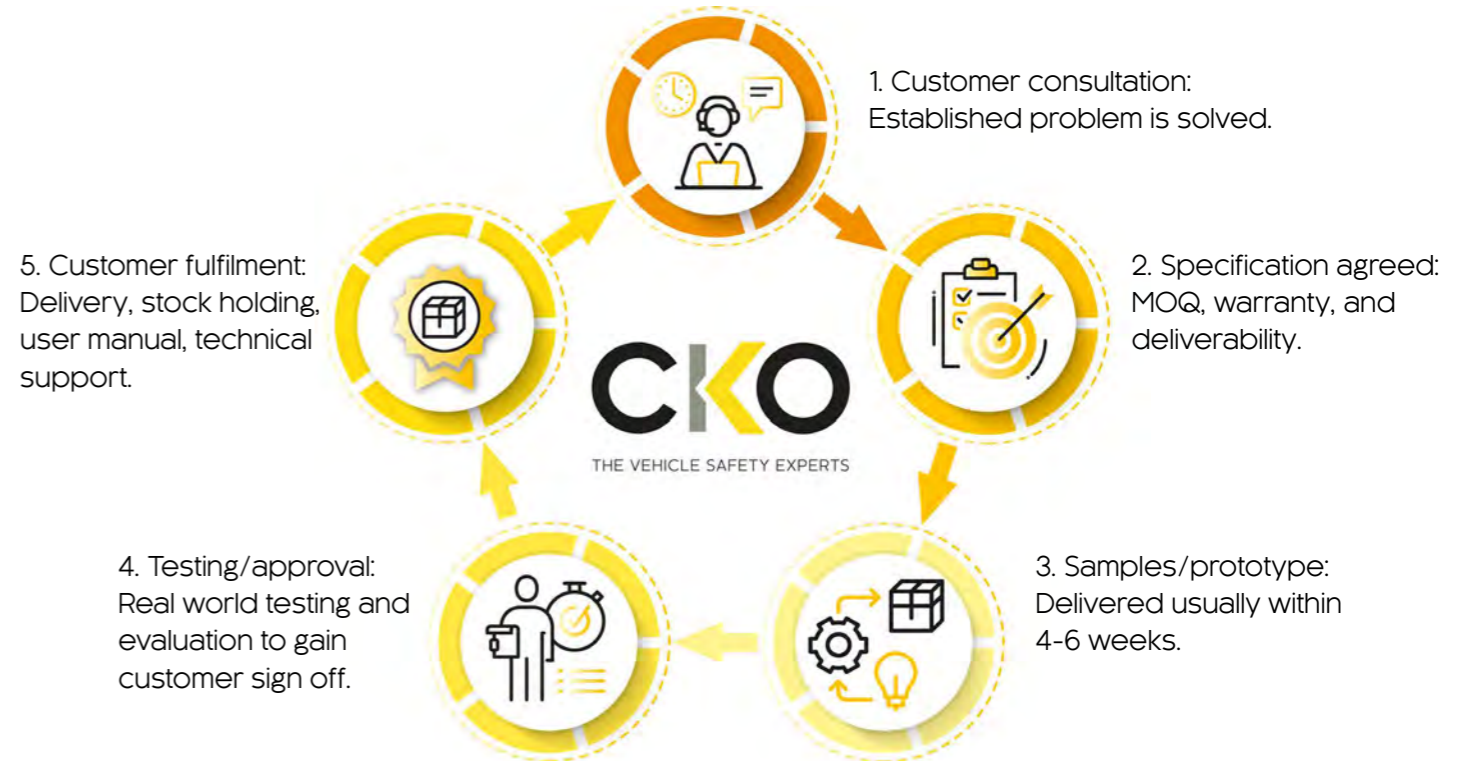 1. Customer consultation:
Established problem is solved.
2. Specification agreed:
MOQ, warranty, and
deliverability.
3. Samples/prototype:
Delivered usually within
4-6 weeks.
4. Testing/approval:
Real world testing and
evaluation to gain
customer sign off.
5. Customer fulfilment:
Delivery, stock holding,
user manual, technical
support.
CKO
THE VEHICLE SAFETY EXPERTS